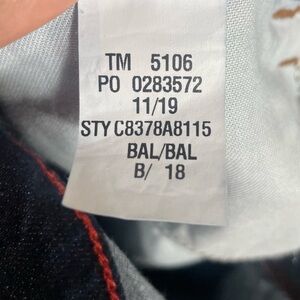 TM 5106
PO 0283572
11/19
STY C8378A8115
BAL/BAL
B/ 18